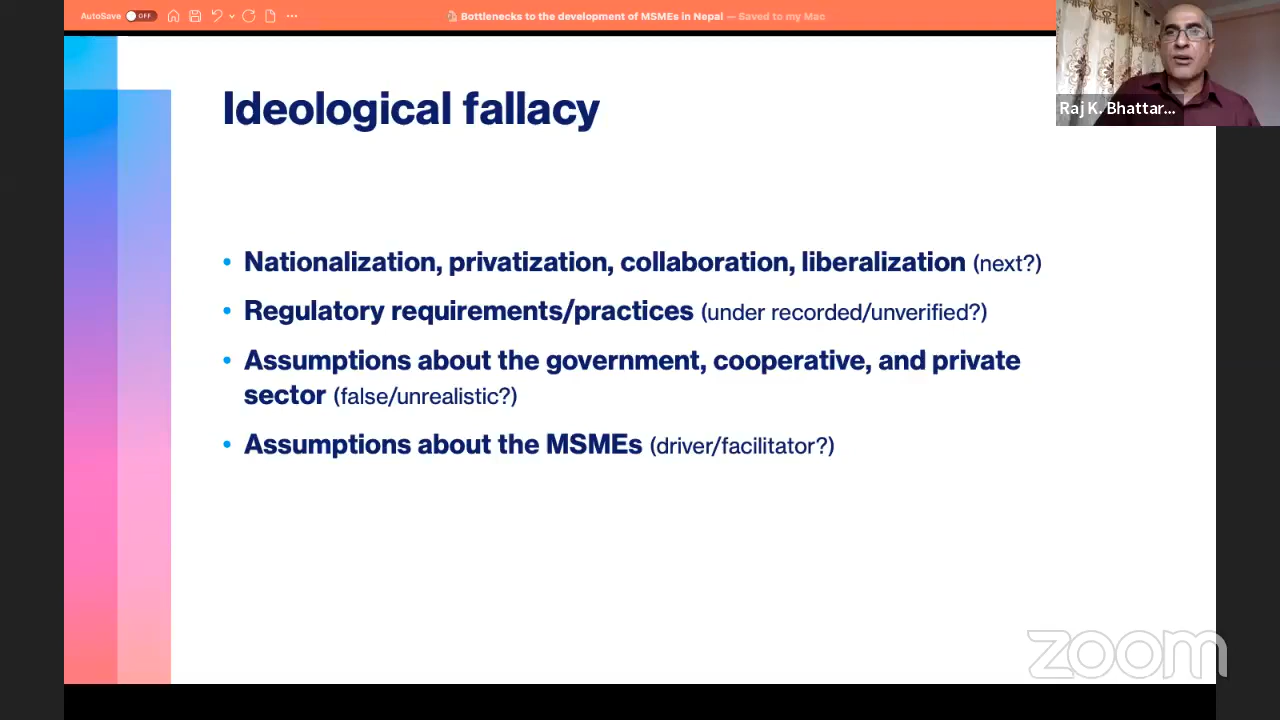 AutoSave OFF
Bottlenecks to the development of MSMEs in Nepal — Saved to my Mac
Raj K. Bhattar...
Ideological fallacy
• Nationalization, privatization, collaboration, liberalization (next?)
• Regulatory requirements/practices (under recorded/unverified?)
• Assumptions about the government, cooperative, and private
sector (false/unrealistic?)
• Assumptions about the MSMEs (driver/facilitator?)
zoom